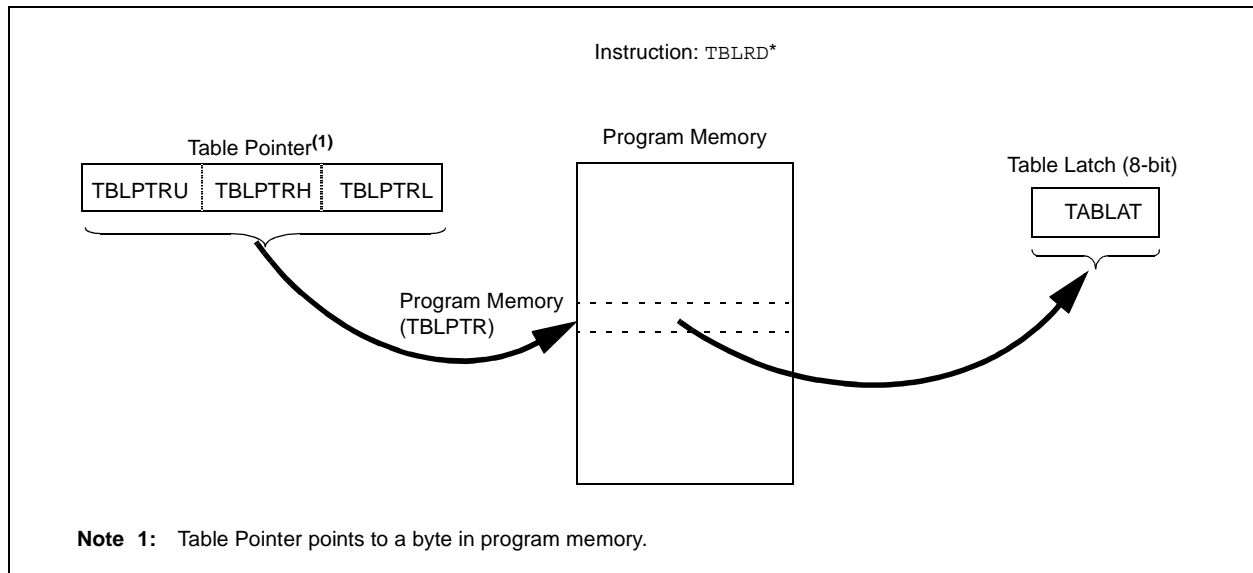 Instruction: TBLRD*
Table Pointer(1)
TBLPTRU TBLPTRH TBLPTRL
Program Memory
Table Latch (8-bit)
TABLAT
Program Memory
(TBLPTR)
Note 1: Table Pointer points to a byte in program memory.